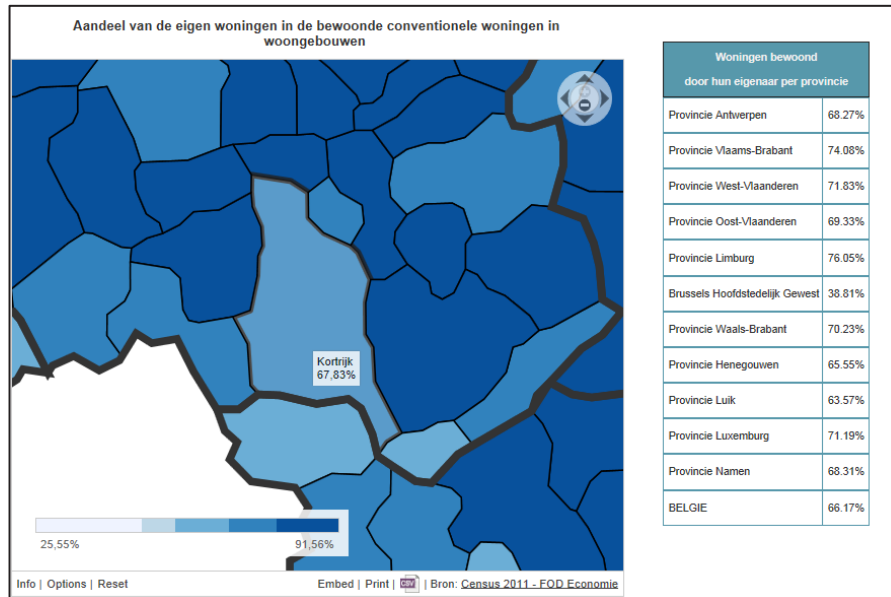 Aandeel van de eigen woningen in de bewoonde conventionele woningen in
woongebouwen
Kortrijk
67,83%
25,55%
91,56%
Info | Options | Reset
Embed | Print | CSV | Bron: Census 2011 - FOD Economie
Woningen bewoond
door hun eigenaar per provincie
Provincie Antwerpen 68.27%
Provincie Vlaams-Brabant 74.08%
Provincie West-Vlaanderen 71.83%
Provincie Oost-Vlaanderen 69.33%
Provincie Limburg 76.05%
Brussels Hoofdstedelijk Gewest 38.81%
Provincie Waals-Brabant 70.23%
Provincie Henegouwen 65.55%
Provincie Luik 63.57%
Provincie Luxemburg 71.19%
Provincie Namen 68.31%
BELGIE 66.17%